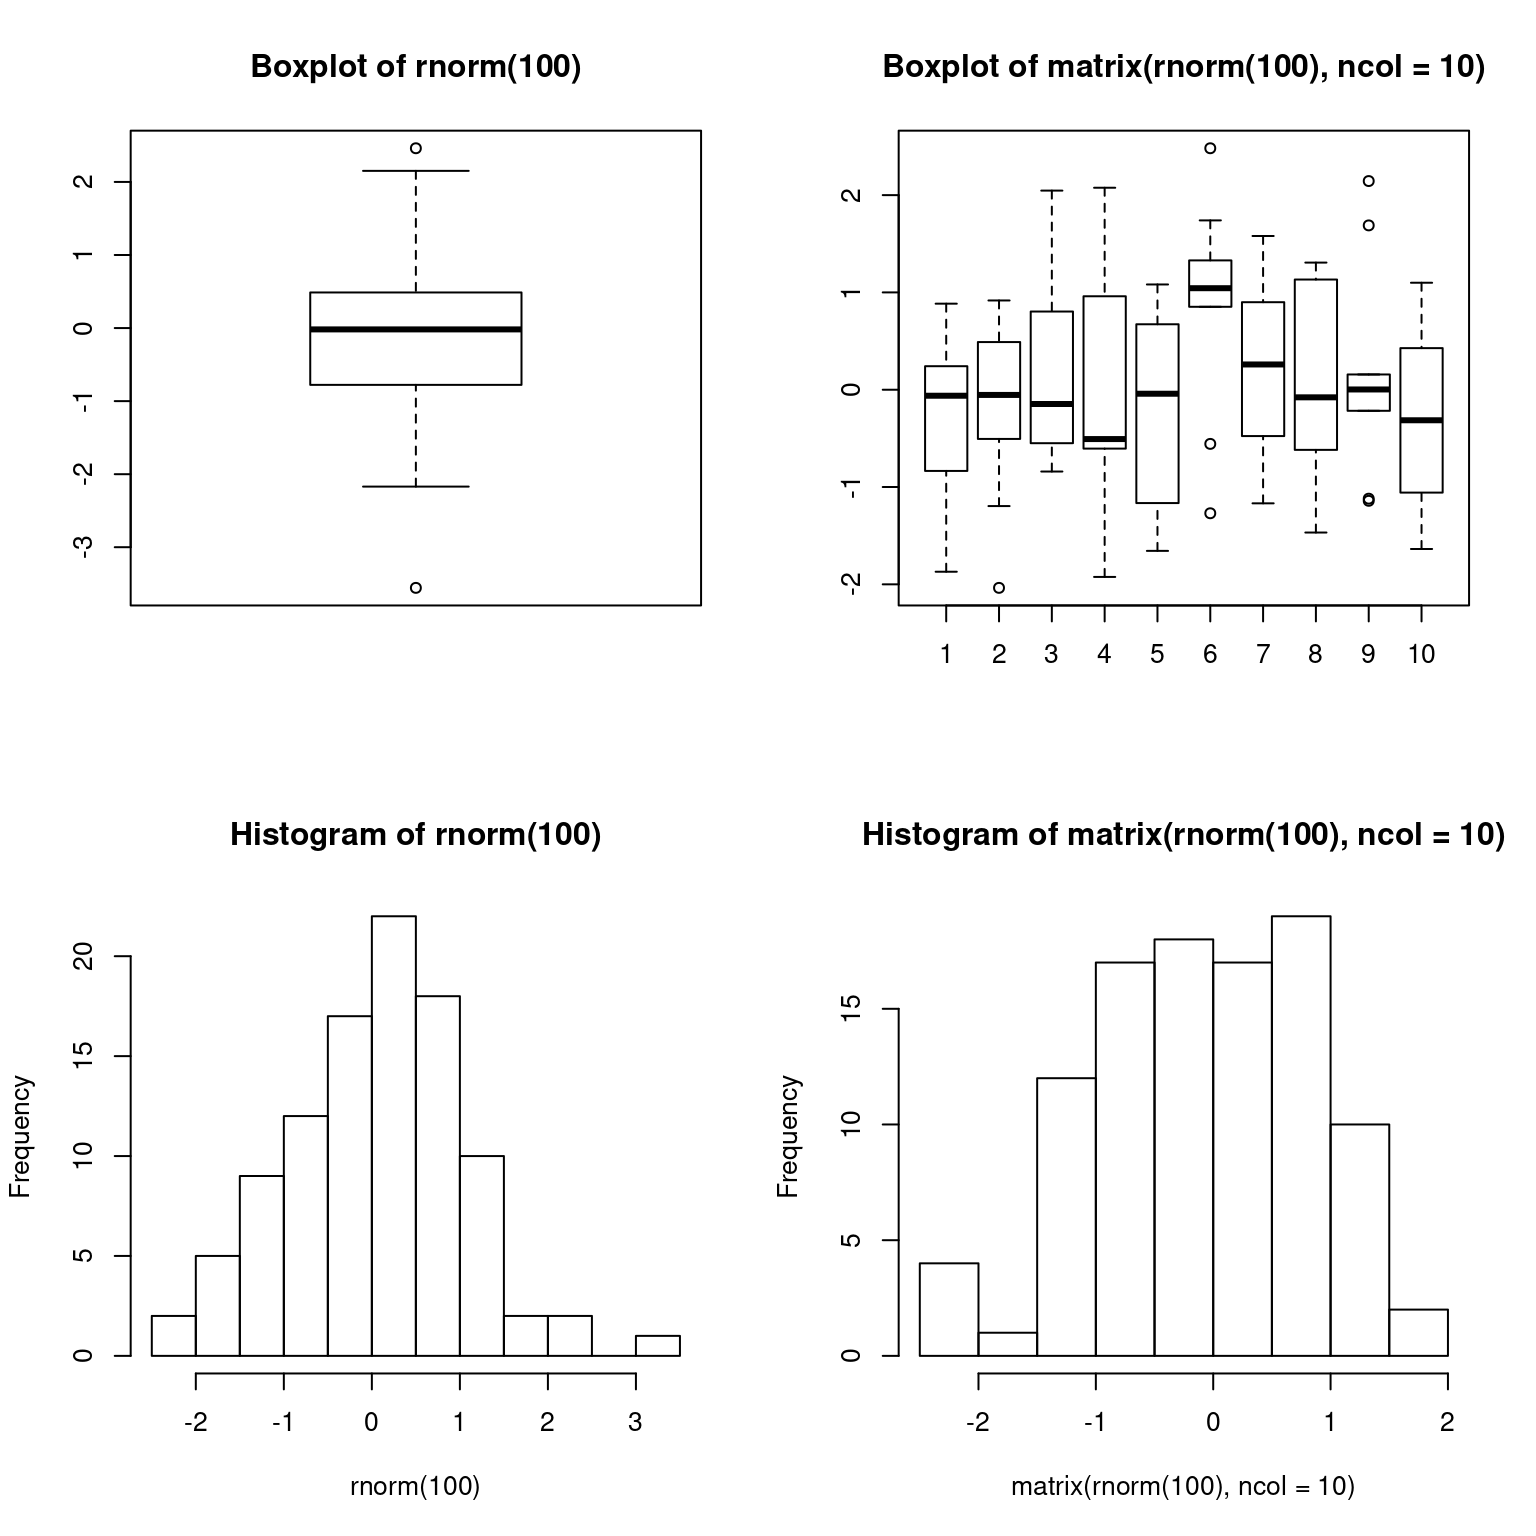 Boxplot of rnorm(100)
2
1
0
-1
-2
-3
Boxplot of matrix(rnorm(100), ncol = 10)
2
1
0
-1
-2
1 2 3 4 5 6 7 8 9 10
Histogram of rnorm(100)
Frequency
20
15
10
5
0
-2 -1 0 1 2 3
rnorm(100)
Histogram of matrix(rnorm(100), ncol = 10)
Frequency
15
10
5
0
-2 -1 0 1 2
matrix(rnorm(100), ncol = 10)